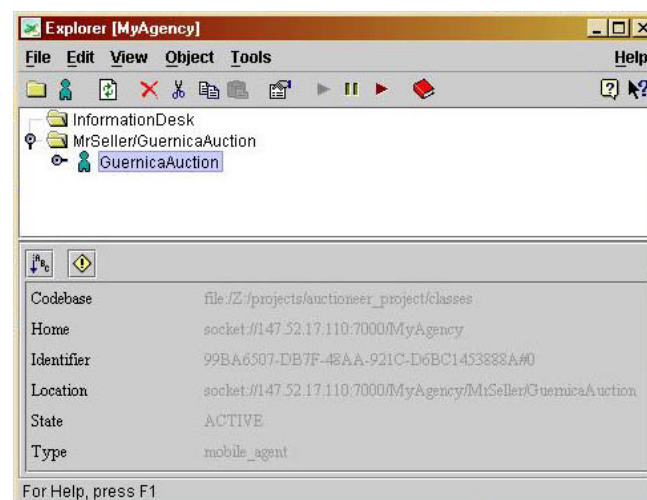 Explorer [MyAgency]
File Edit View Object Tools Help
InformationDesk
MrSeller/GuernicaAuction
GuernicaAuction
Codebase file:/Z:/projects/auctioneer_project/classes
Home socket://147.52.17.110:7000/MyAgency
Identifier 99BA6507-DB7F-48AA-921C-D6BC1453888A#0
Location socket://147.52.17.110:7000/MyAgency/MrSeller/GuernicaAuction
State ACTIVE
Type mobile_agent
For Help, press F1